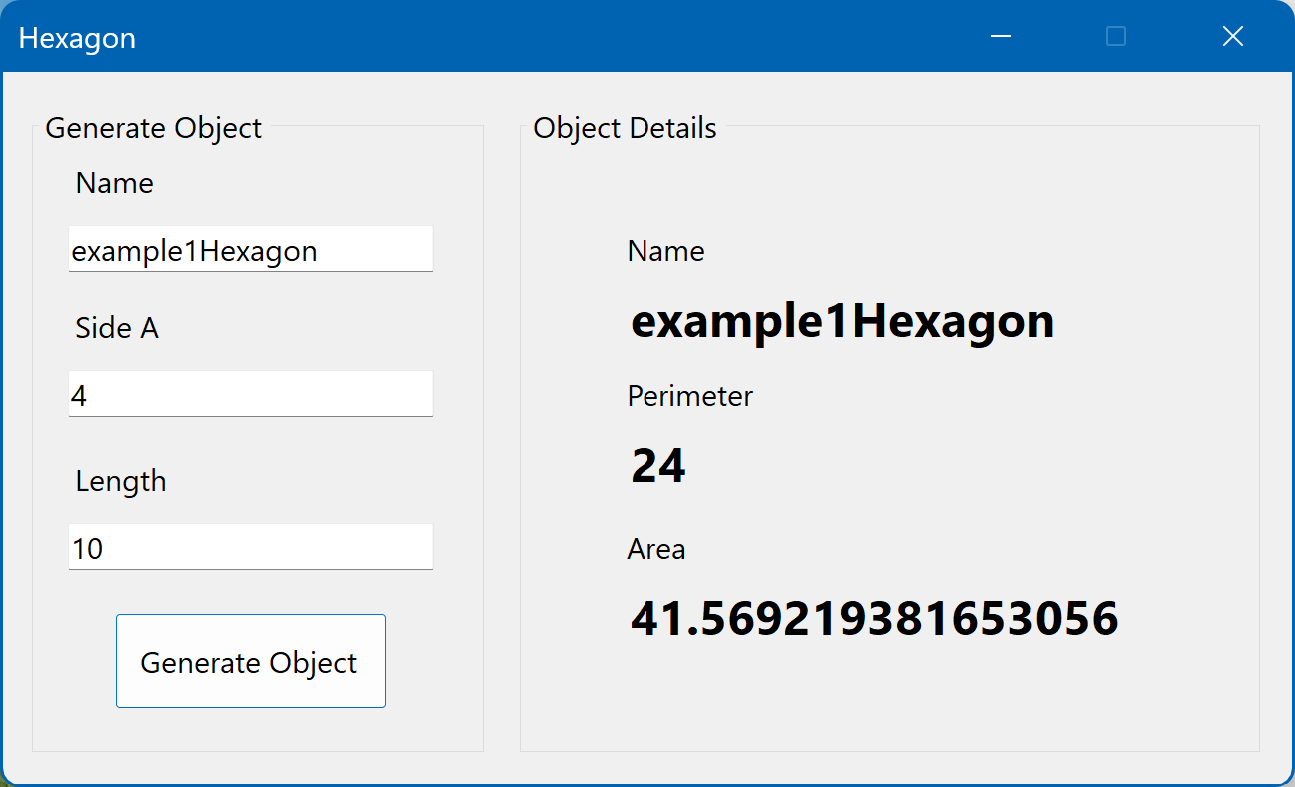 Hexagon
Generate Object
Name
example1Hexagon
Side A
4
Length
10
Generate Object
Object Details
Name
example1Hexagon
Perimeter
24
Area
41.569219381653056